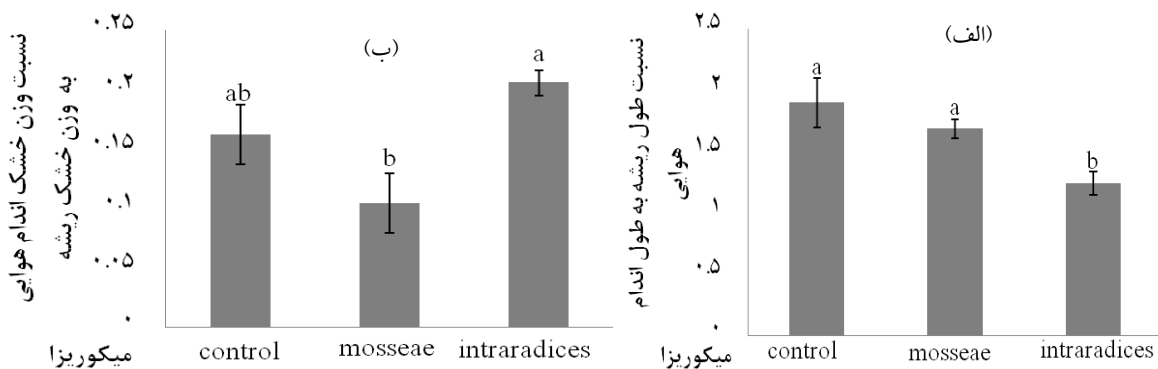 (الف)
نسبت طول ریشه به طول اندام
هوایی
۲.۵
۲
۱.۵
۱
۰.۵
۰
a
a
b
control
mosseae
intraradices
میکوریزا
(ب)
نسبت وزن خشک اندام هوایی
به وزن خشک ریشه
۰.۲۵
۰.۲
۰.۱۵
۰.۱
۰.۰۵
۰
ab
b
a
control
mosseae
intraradices
میکوریزا